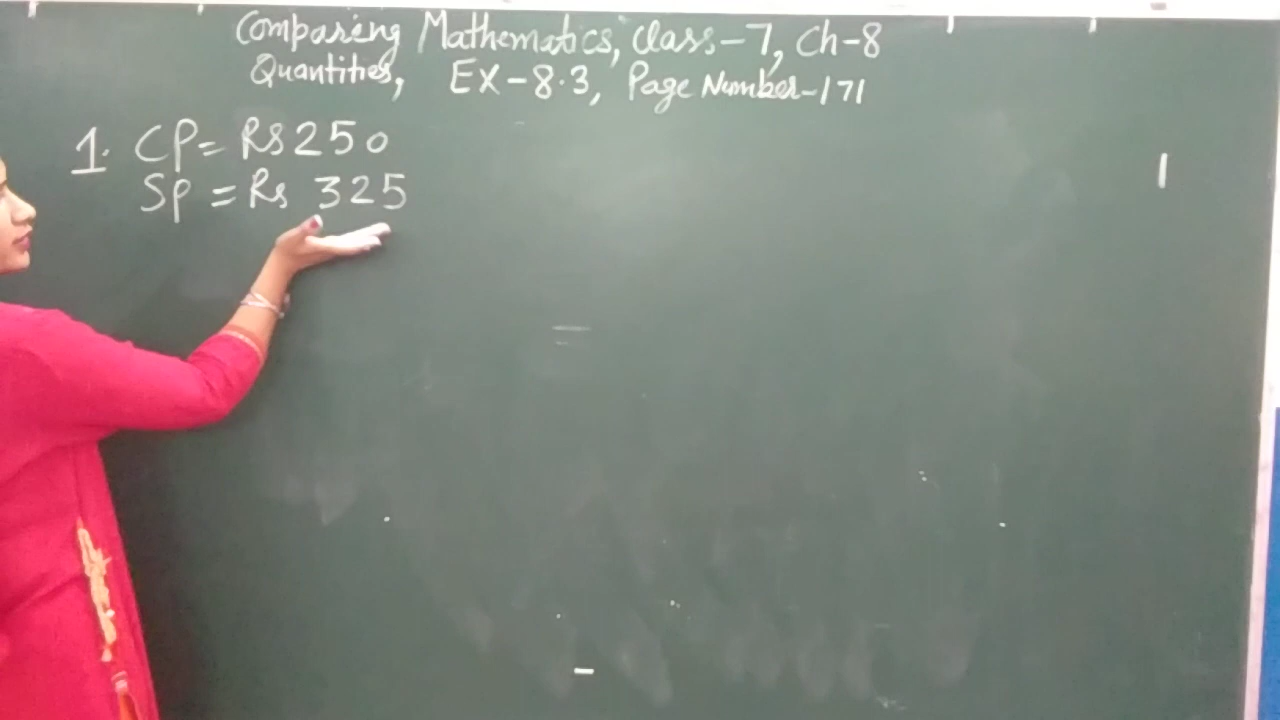 Comparing Mathematics, Class-7, Ch-8
Quantities, EX-8.3, Page Number-171
1. CP = Rs 250
SP = Rs 325